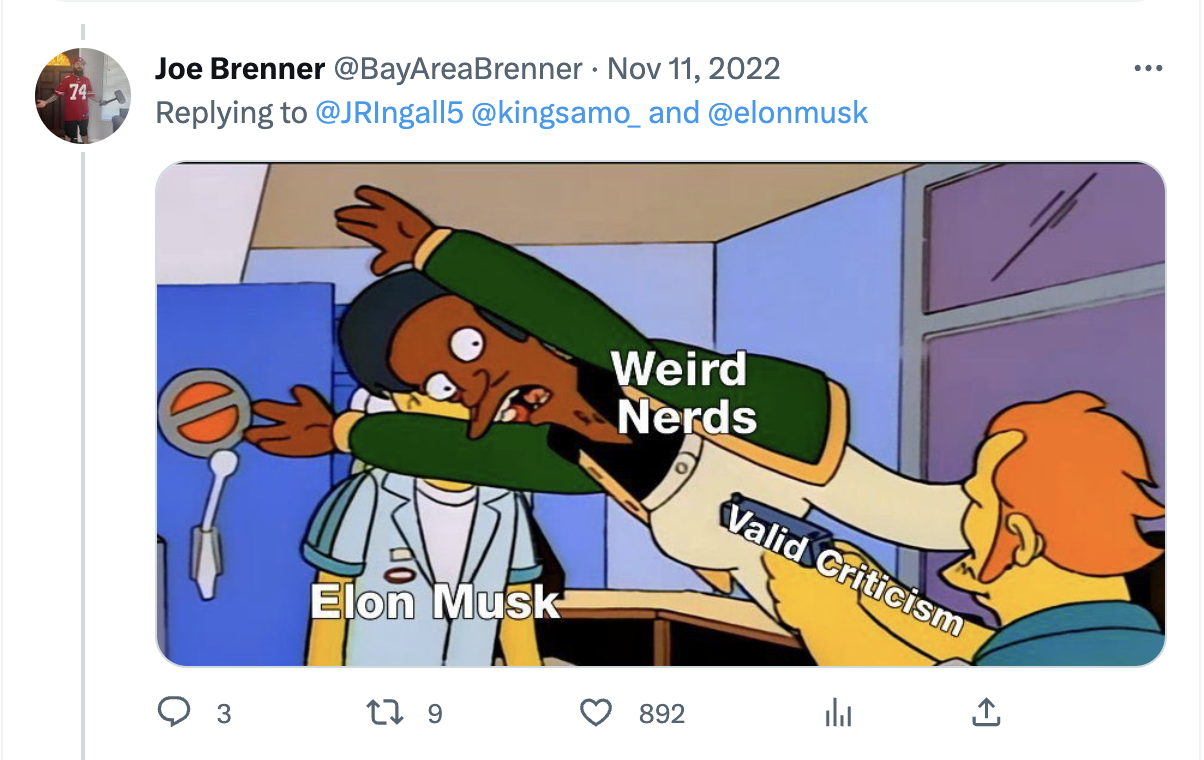 Joe Brenner @BayAreaBrenner · Nov 11, 2022
Replying to @JRIngall5 @kingsamo_ and @elonmusk
74
Weird
Nerds
Valid Criticism
Elon Musk
3 9 892